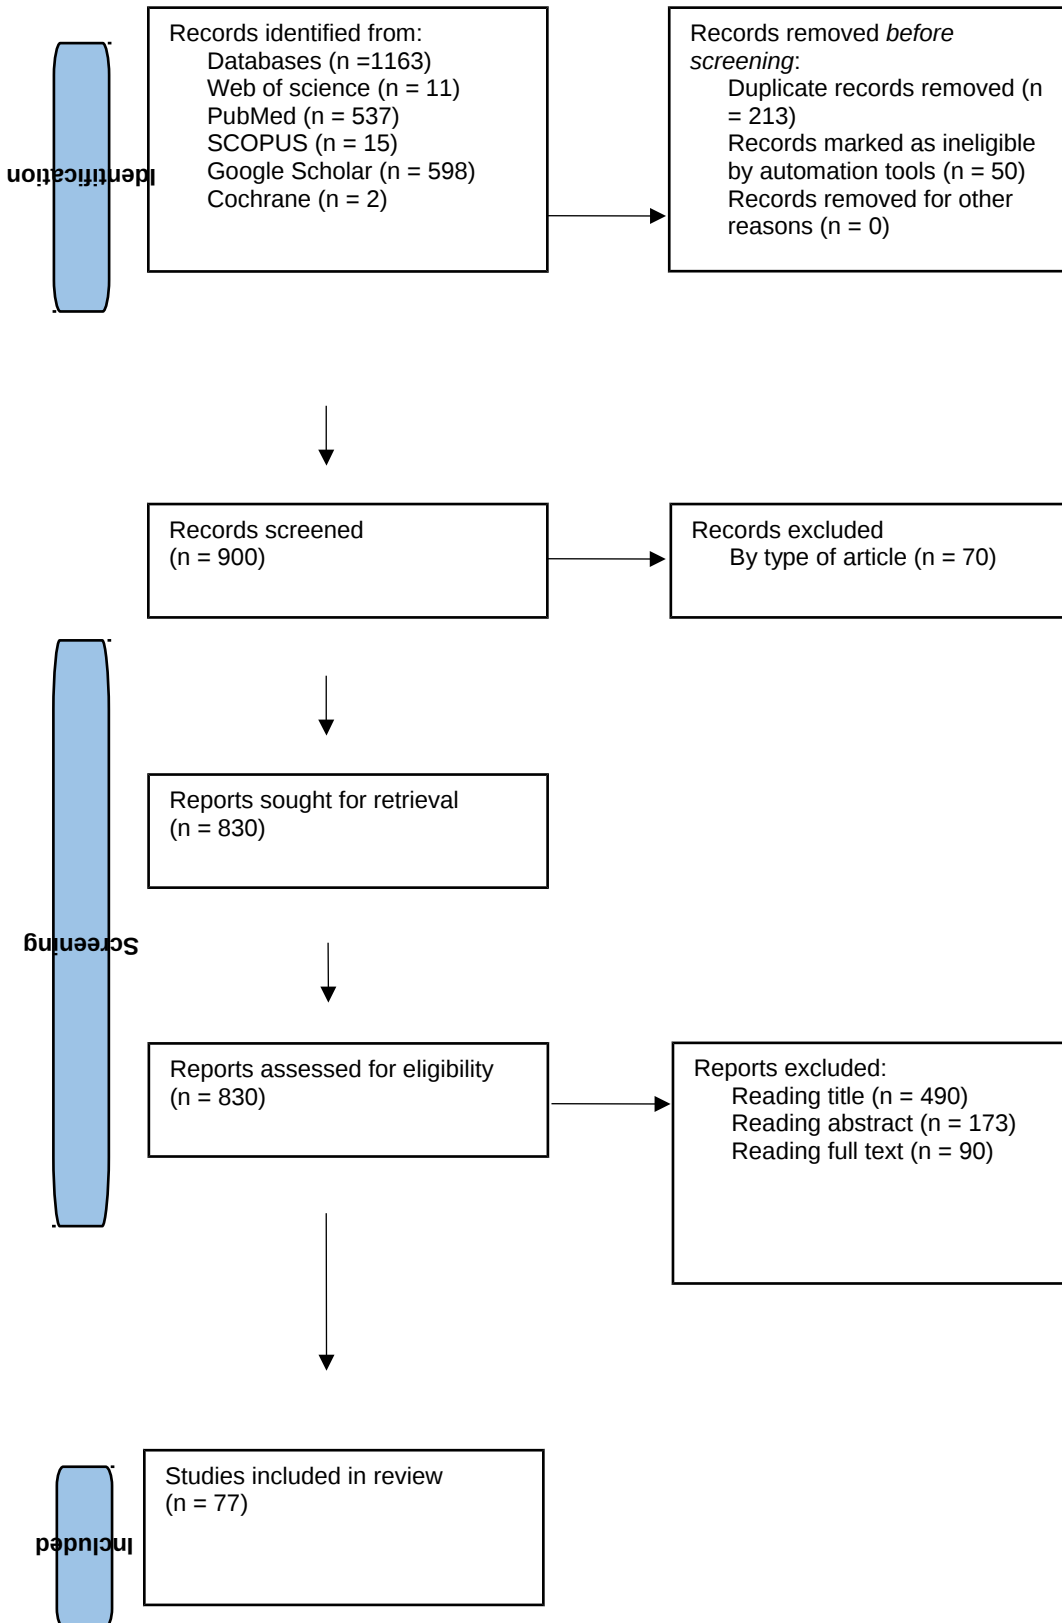 Identification
Records identified from:
Databases (n =1163)
Web of science (n = 11)
PubMed (n = 537)
SCOPUS (n = 15)
Google Scholar (n = 598)
Cochrane (n = 2)
Records removed before
screening:
Duplicate records removed (n
= 213)
Records marked as ineligible
by automation tools (n = 50)
Records removed for other
reasons (n = 0)
Screening
Records screened
(n = 900)
Records excluded
By type of article (n = 70)
Reports sought for retrieval
(n = 830)
Reports assessed for eligibility
(n = 830)
Reports excluded:
Reading title (n = 490)
Reading abstract (n = 173)
Reading full text (n = 90)
Included
Studies included in review
(n = 77)